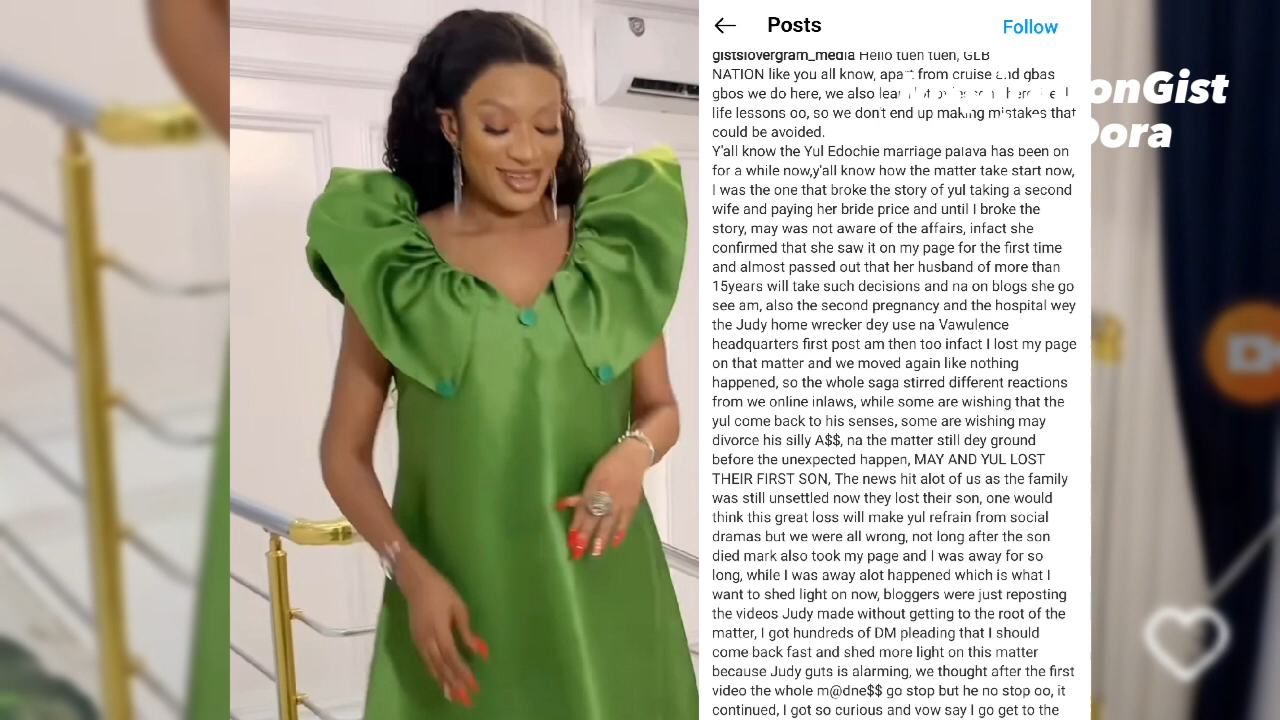 Posts
Follow
gistslovergram_media Hello tueh tueh, GLB
NATION like you all know, apart from cruise and gbas
gbos we do here, we also
life lessons oo, so we don't end up making mistakes that
could be avoided.
Y'all know the Yul Edochie marriage palava has been on
for a while now,y'all know how the matter take start now,
I was the one that broke the story of yul taking a second
wife and paying her bride price and until I broke the
story, may was not aware of the affairs, infact she
confirmed that she saw it on my page for the first time
and almost passed out that her husband of more than
15years will take such decisions and na on blogs she go
see am, also the second pregnancy and the hospital wey
the Judy home wrecker dey use na Vawulence
headquarters first post am then too infact I lost my page
on that matter and we moved again like nothing
happened, so the whole saga stirred different reactions
from we online inlaws, while some are wishing that the
yul come back to his senses, some are wishing may
divorce his silly A$$, na the matter still dey ground
before the unexpected happen, MAY AND YUL LOST
THEIR FIRST SON, The news hit alot of us as the family
was still unsettled now they lost their son, one would
think this great loss will make yul refrain from social
dramas but we were all wrong, not long after the son
died mark also took my page and I was away for so
long, while I was away alot happened which is what I
want to shed light on now, bloggers were just reposting
the videos Judy made without getting to the root of the
matter, I got hundreds of DM pleading that I should
come back fast and shed more light on this matter
because Judy guts is alarming, we thought after the first
video the whole m@dne$$ go stop but he no stop oo, it
continued, I got so curious and vow say I go get to the
onGist
Dora